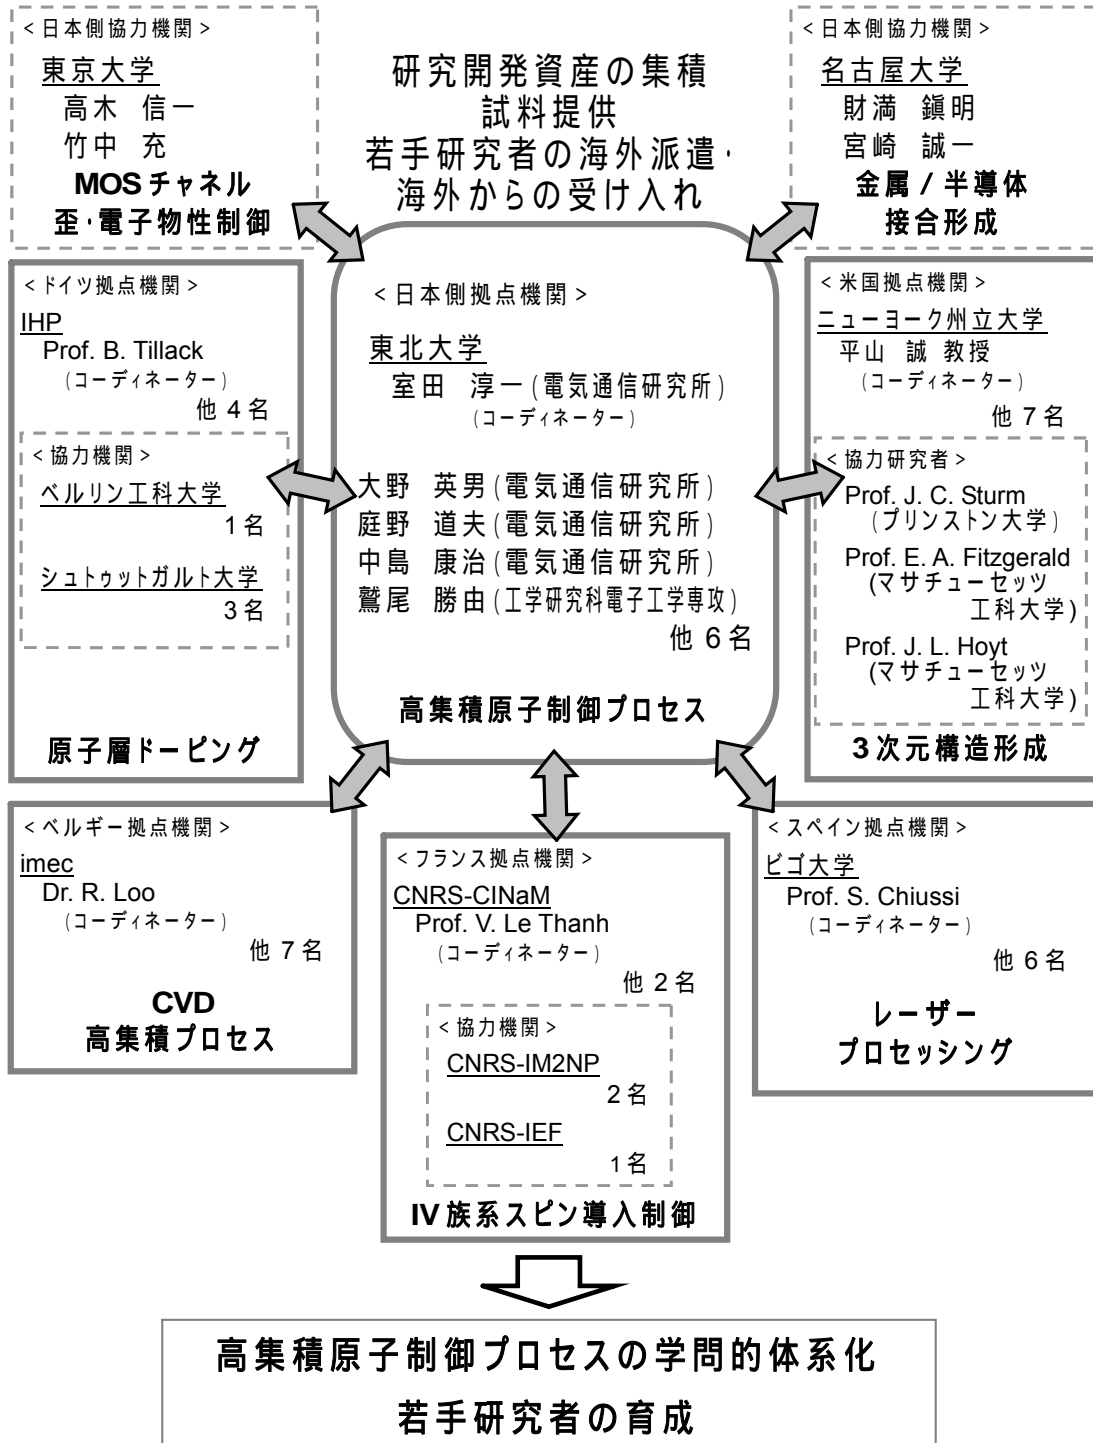 <日本側協力機関>
東京大学
高木 信一
竹中 充
MOSチャネル
歪・電子物性制御
研究開発資産の集積
試料提供
若手研究者の海外派遣・
海外からの受け入れ
<日本側協力機関>
名古屋大学
財満 鎭明
宮崎 誠一
金属/半導体
接合形成
<ドイツ拠点機関>
IHP
Prof. B. Tillack
(コーディネーター)
他4名
<協力機関>
ベルリン工科大学
1名
シュトゥットガルト大学
3名
原子層ドーピング
<日本側拠点機関>
東北大学
室田 淳一(電気通信研究所)
(コーディネーター)
大野 英男(電気通信研究所)
庭野 道夫(電気通信研究所)
中島 康治(電気通信研究所)
鷲尾 勝由(工学研究科電子工学専攻)
他6名
高集積原子制御プロセス
<米国拠点機関>
ニューヨーク州立大学
平山 誠 教授
(コーディネーター)
他7名
<協力研究者>
Prof. J. C. Sturm
(プリンストン大学)
Prof. E. A. Fitzgerald
(マサチューセッツ
工科大学)
Prof. J. L. Hoyt
(マサチューセッツ
工科大学)
3次元構造形成
<ベルギー拠点機関>
imec
Dr. R. Loo
(コーディネーター)
他7名
CVD
高集積プロセス
<フランス拠点機関>
CNRS-CINaM
Prof. V. Le Thanh
(コーディネーター)
他2名
<協力機関>
CNRS-IM2NP
2名
CNRS-IEF
1名
IV族系スピン導入制御
<スペイン拠点機関>
ビゴ大学
Prof. S. Chiussi
(コーディネーター)
他6名
レーザー
プロセッシング
高集積原子制御プロセスの学問的体系化
若手研究者の育成